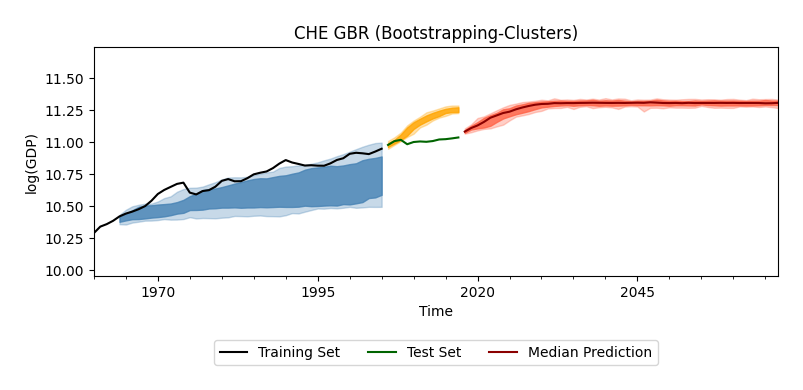 CHE GBR (Bootstrapping-Clusters)
11.50
11.25
11.00
10.75
10.50
10.25
10.00
log(GDP)
1970
1995
2020
2045
Time
Training Set
Test Set
Median Prediction